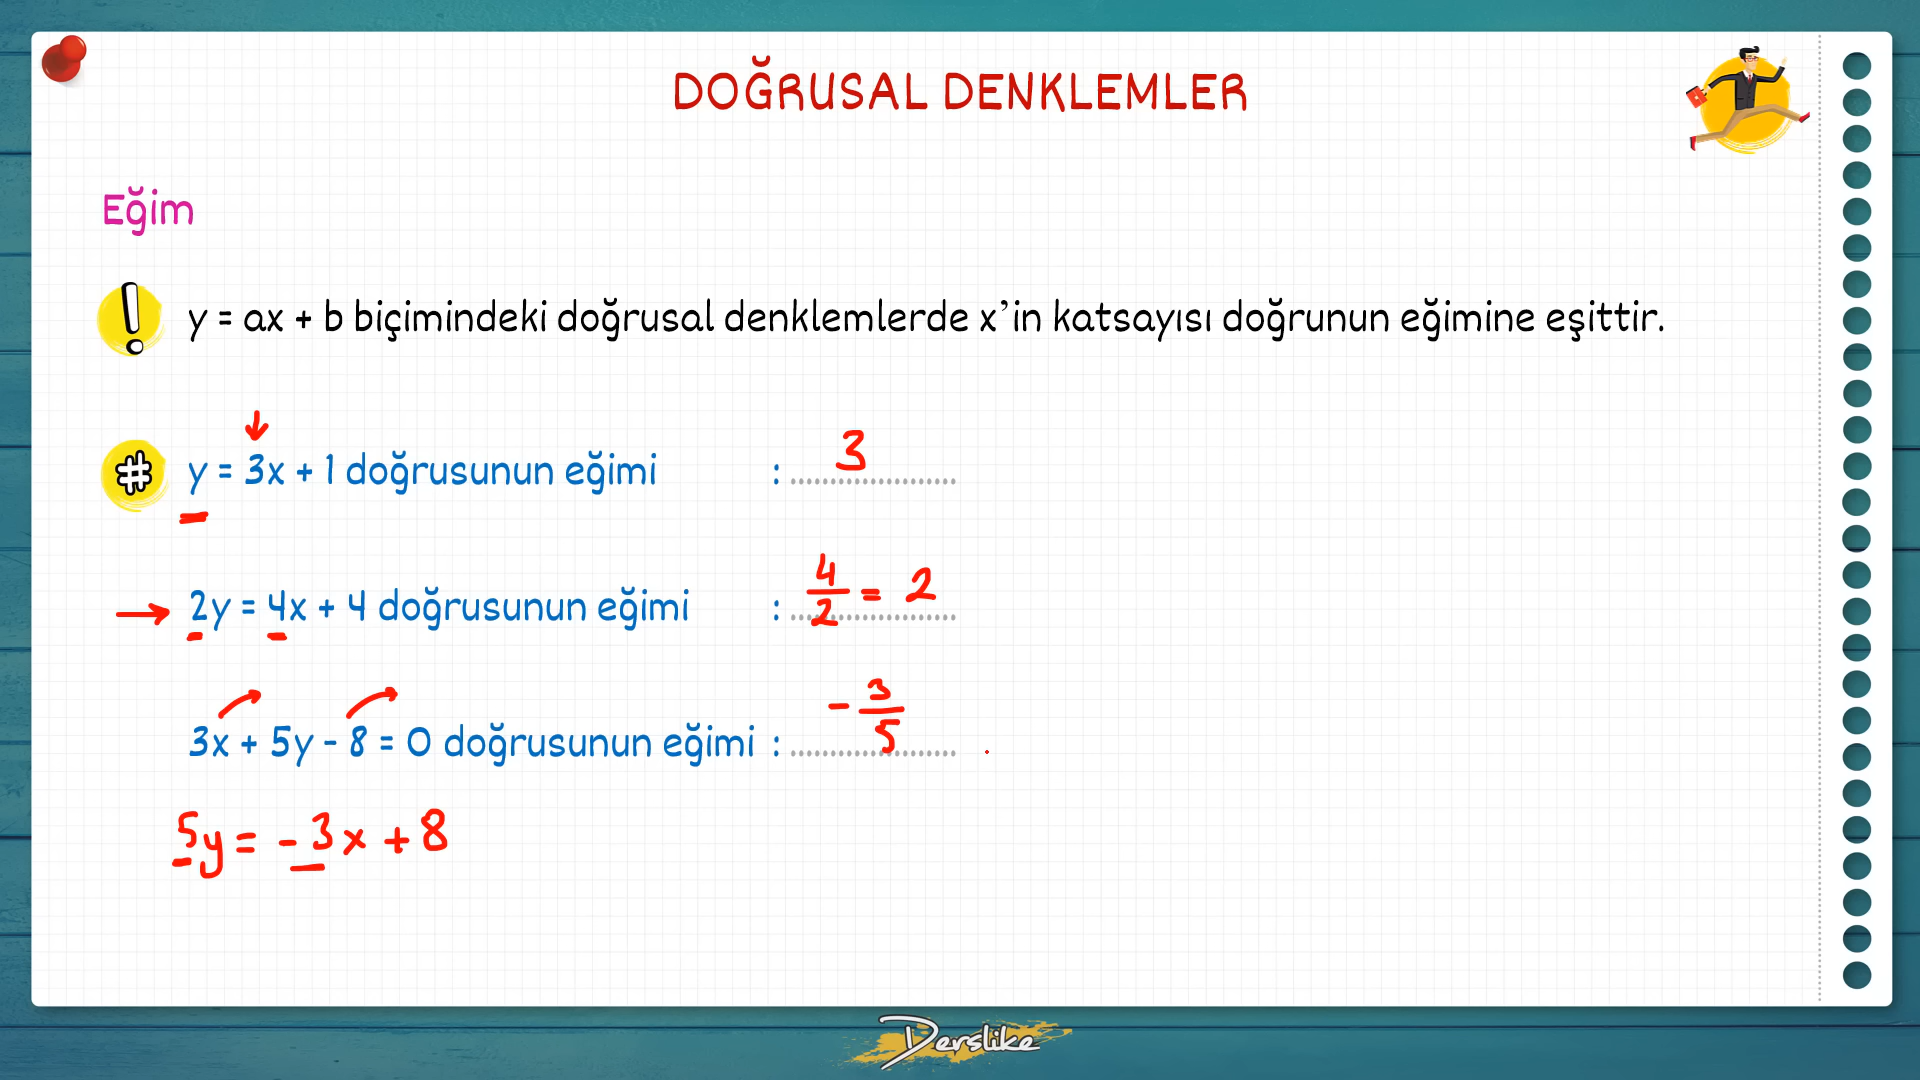 DOĞRUSAL DENKLEMLER
Eğim
! y = ax + b biçimindeki doğrusal denklemlerde x’in katsayısı doğrunun eğimine eşittir.
# y = 3x + 1 doğrusunun eğimi : ..................... 3
2y = 4x + 4 doğrusunun eğimi : ..................... 4/2 = 2
3x + 5y - 8 = 0 doğrusunun eğimi : ..................... - 3/5
5y = -3x + 8
Derslike